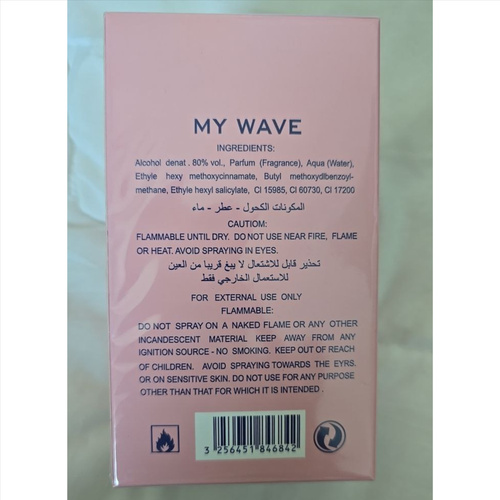 MY WAVE
INGREDIENTS:
Alcohol denat . 80% vol., Parfum (Fragrance), Aqua (Water),
Ethyle hexy methoxycinnamate, Butyl methoxydlbenzoyl-
methane, Ethyle hexyl salicylate, CI 15985, CI 60730, CI 17200
المكونات الكحول - عطر - ماء
CAUTIOM:
FLAMMABLE UNTIL DRY. DO NOT USE NEAR FIRE, FLAME
OR HEAT. AVOID SPRAYING IN EYES.
تحذير قابل للاشتعال لا يبغ قريبا من العين
للاستعمال الخارجي فقط
FOR EXTERNAL USE ONLY
FLAMMABLE:
DO NOT SPRAY ON A NAKED FLAME OR ANY OTHER
INCANDESCENT MATERIAL KEEP AWAY FROM ANY
IGNITION SOURCE - NO SMOKING. KEEP OUT OF REACH
OF CHILDREN. AVOID SPRAYING TOWARDS THE EYRS.
OR ON SENSITIVE SKIN. DO NOT USE FOR ANY PURPOSE
OTHER THAN THAT FOR WHICH IT IS INTENDED .
3 256451 846842